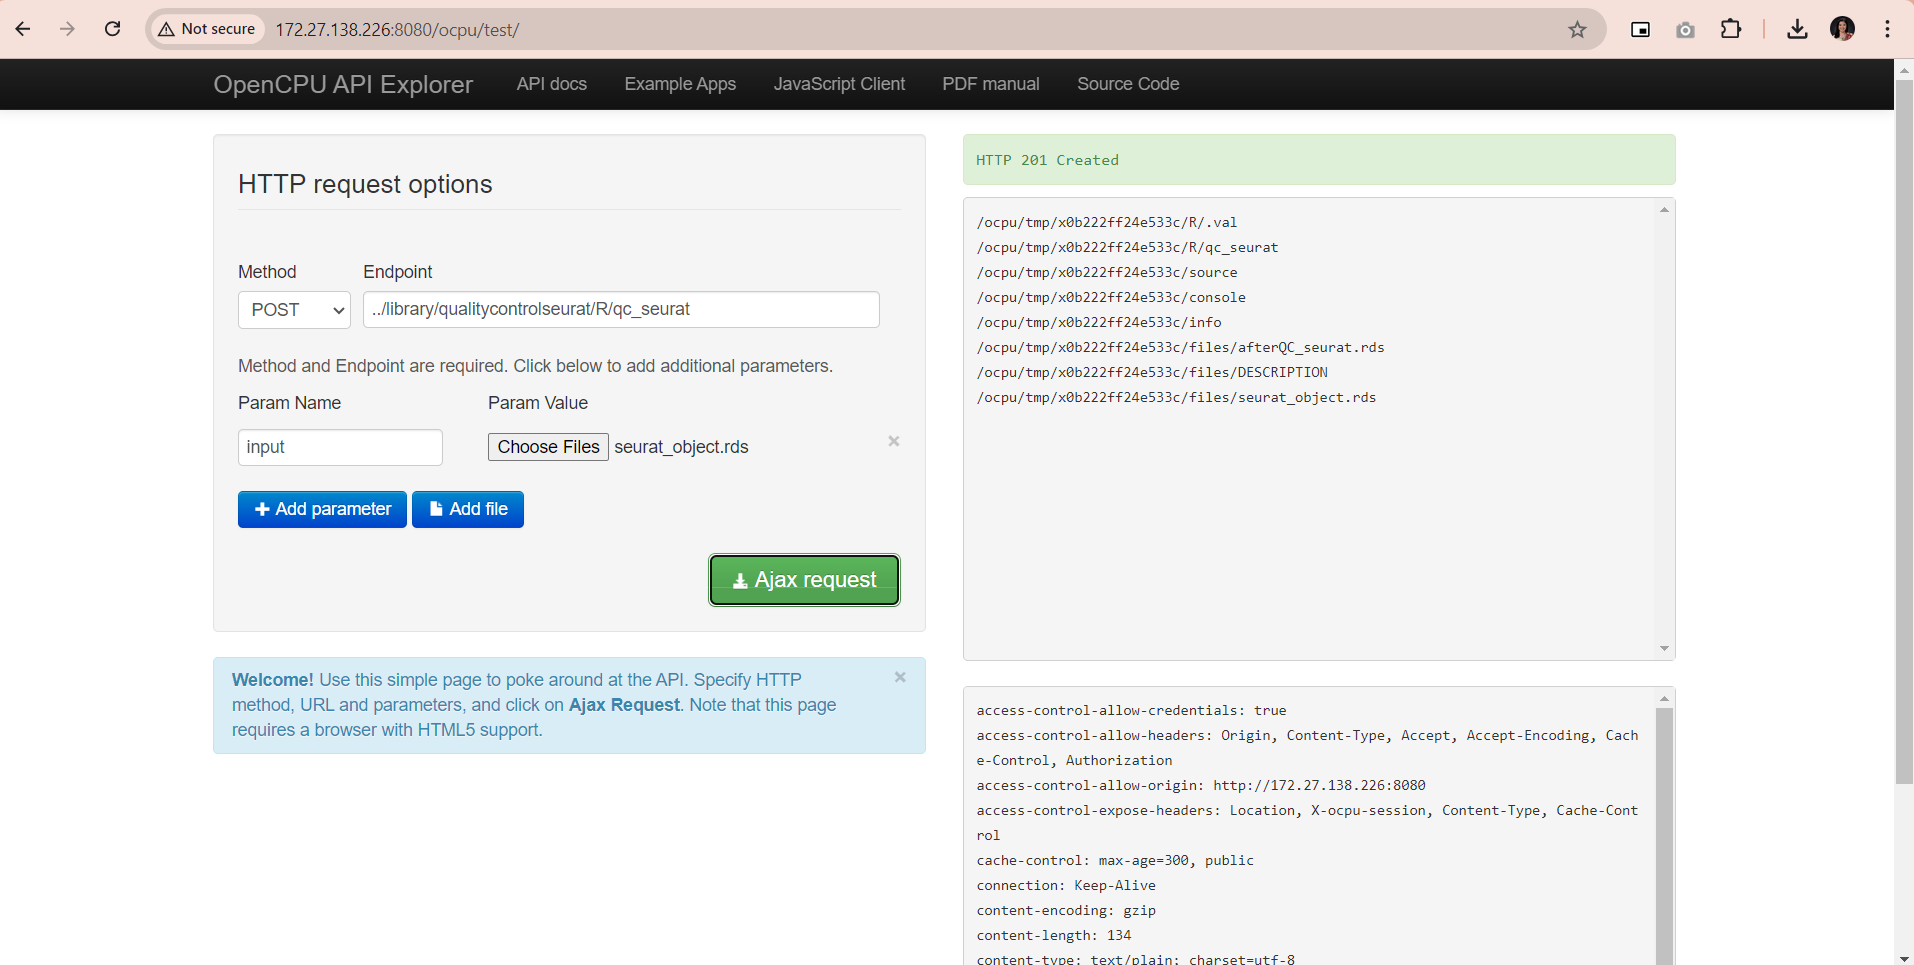 Not secure 172.27.138.226:8080/ocpu/test/
OpenCPU API Explorer API docs Example Apps JavaScript Client PDF manual Source Code
HTTP request options
Method Endpoint
POST ../library/qualitycontrolseurat/R/qc_seurat
Method and Endpoint are required. Click below to add additional parameters.
Param Name Param Value
input Choose Files seurat_object.rds ×
Add parameter Add file
Ajax request
Welcome! Use this simple page to poke around at the API. Specify HTTP ×
method, URL and parameters, and click on Ajax Request. Note that this page
requires a browser with HTML5 support.
HTTP 201 Created
/ocpu/tmp/x0b222ff24e533c/R/.val
/ocpu/tmp/x0b222ff24e533c/R/qc_seurat
/ocpu/tmp/x0b222ff24e533c/source
/ocpu/tmp/x0b222ff24e533c/console
/ocpu/tmp/x0b222ff24e533c/info
/ocpu/tmp/x0b222ff24e533c/files/afterQC_seurat.rds
/ocpu/tmp/x0b222ff24e533c/files/DESCRIPTION
/ocpu/tmp/x0b222ff24e533c/files/seurat_object.rds
access-control-allow-credentials: true
access-control-allow-headers: Origin, Content-Type, Accept, Accept-Encoding, Cach
e-Control, Authorization
access-control-allow-origin: http://172.27.138.226:8080
access-control-expose-headers: Location, X-ocpu-session, Content-Type, Cache-Cont
rol
cache-control: max-age=300, public
connection: Keep-Alive
content-encoding: gzip
content-length: 134
content-type: text/plain; charset=utf-8